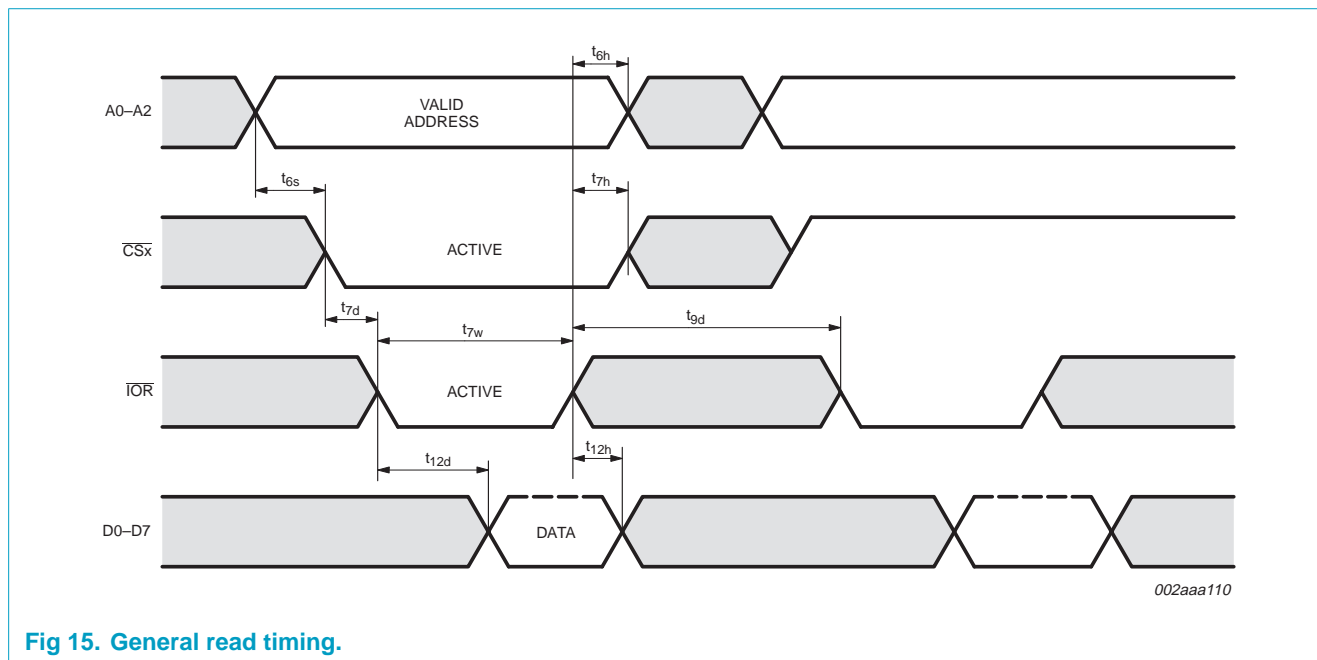 t6h
A0–A2
VALID
ADDRESS
t6s
t7h
CSx
ACTIVE
t7d
t7w
t9d
IOR
ACTIVE
t12d
t12h
D0–D7
DATA
002aaa110
Fig 15. General read timing.